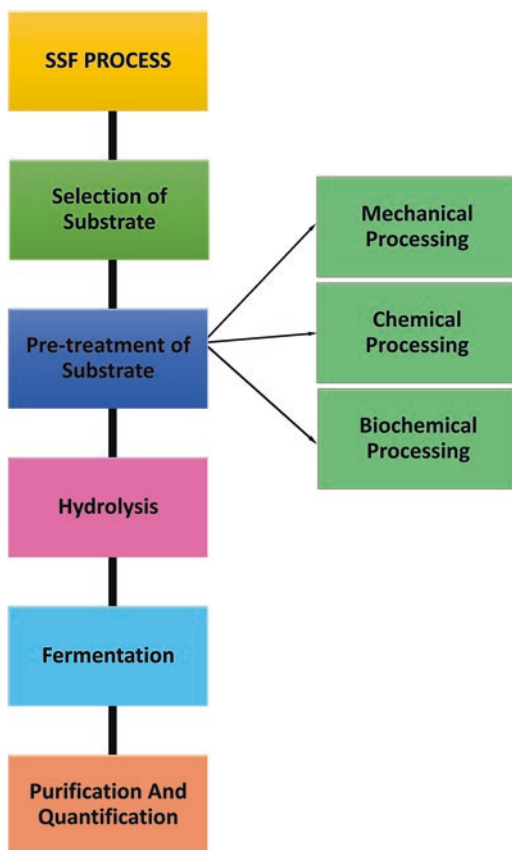 SSF PROCESS
Selection of
Substrate
Pre-treatment of
Substrate
Mechanical
Processing
Chemical
Processing
Biochemical
Processing
Hydrolysis
Fermentation
Purification And
Quantification